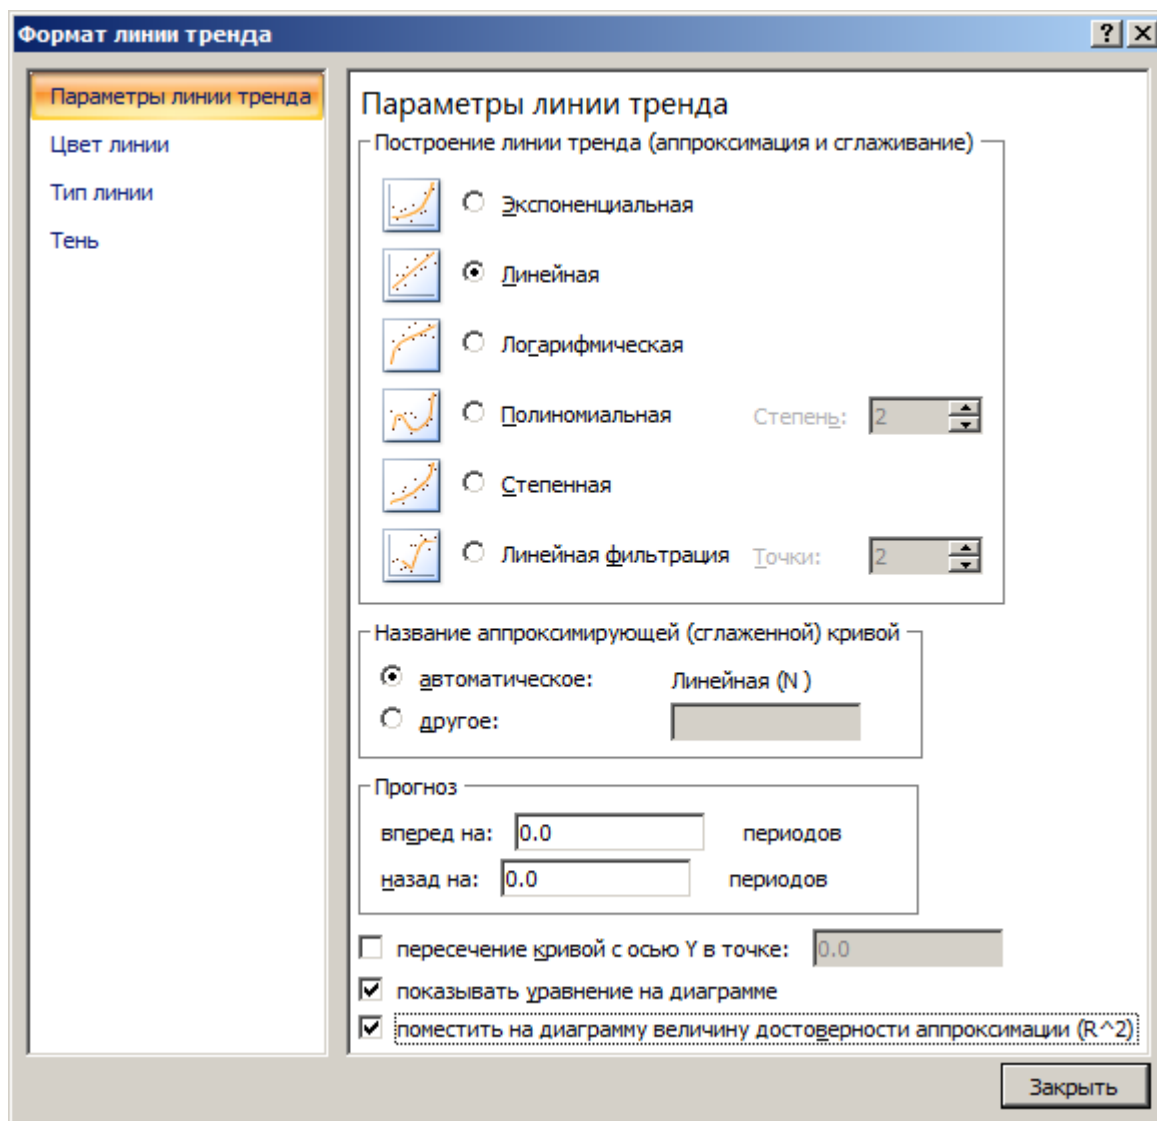 Формат линии тренда
Параметры линии тренда
Цвет линии
Тип линии
Тень
Параметры линии тренда
Построение линии тренда (аппроксимация и сглаживание)
Экспоненциальная
Линейная
Логарифмическая
Полиномиальная Степень: 2
Степенная
Линейная фильтрация Точки: 2
Название аппроксимирующей (сглаженной) кривой
автоматическое: Линейная (N )
другое:
Прогноз
вперед на: 0.0 периодов
назад на: 0.0 периодов
пересечение кривой с осью Y в точке: 0.0
показывать уравнение на диаграмме
поместить на диаграмму величину достоверности аппроксимации (R^2)
Закрыть